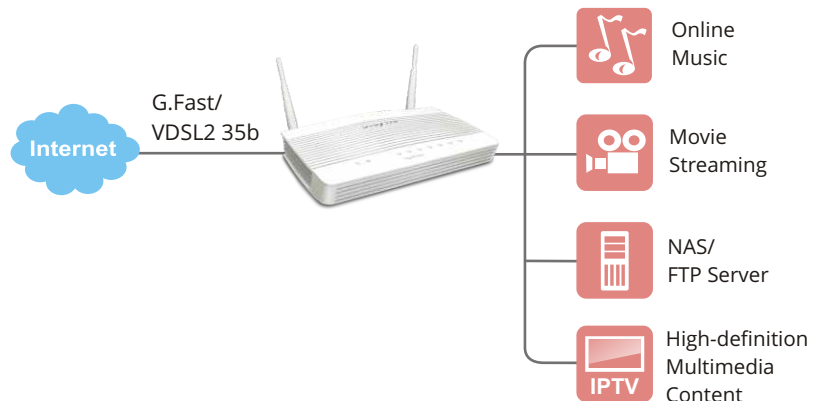 Online
Music
G.Fast/
VDSL2 35b
Internet
Movie
Streaming
NAS/
FTP Server
High-definition
Multimedia
Content
IPTV